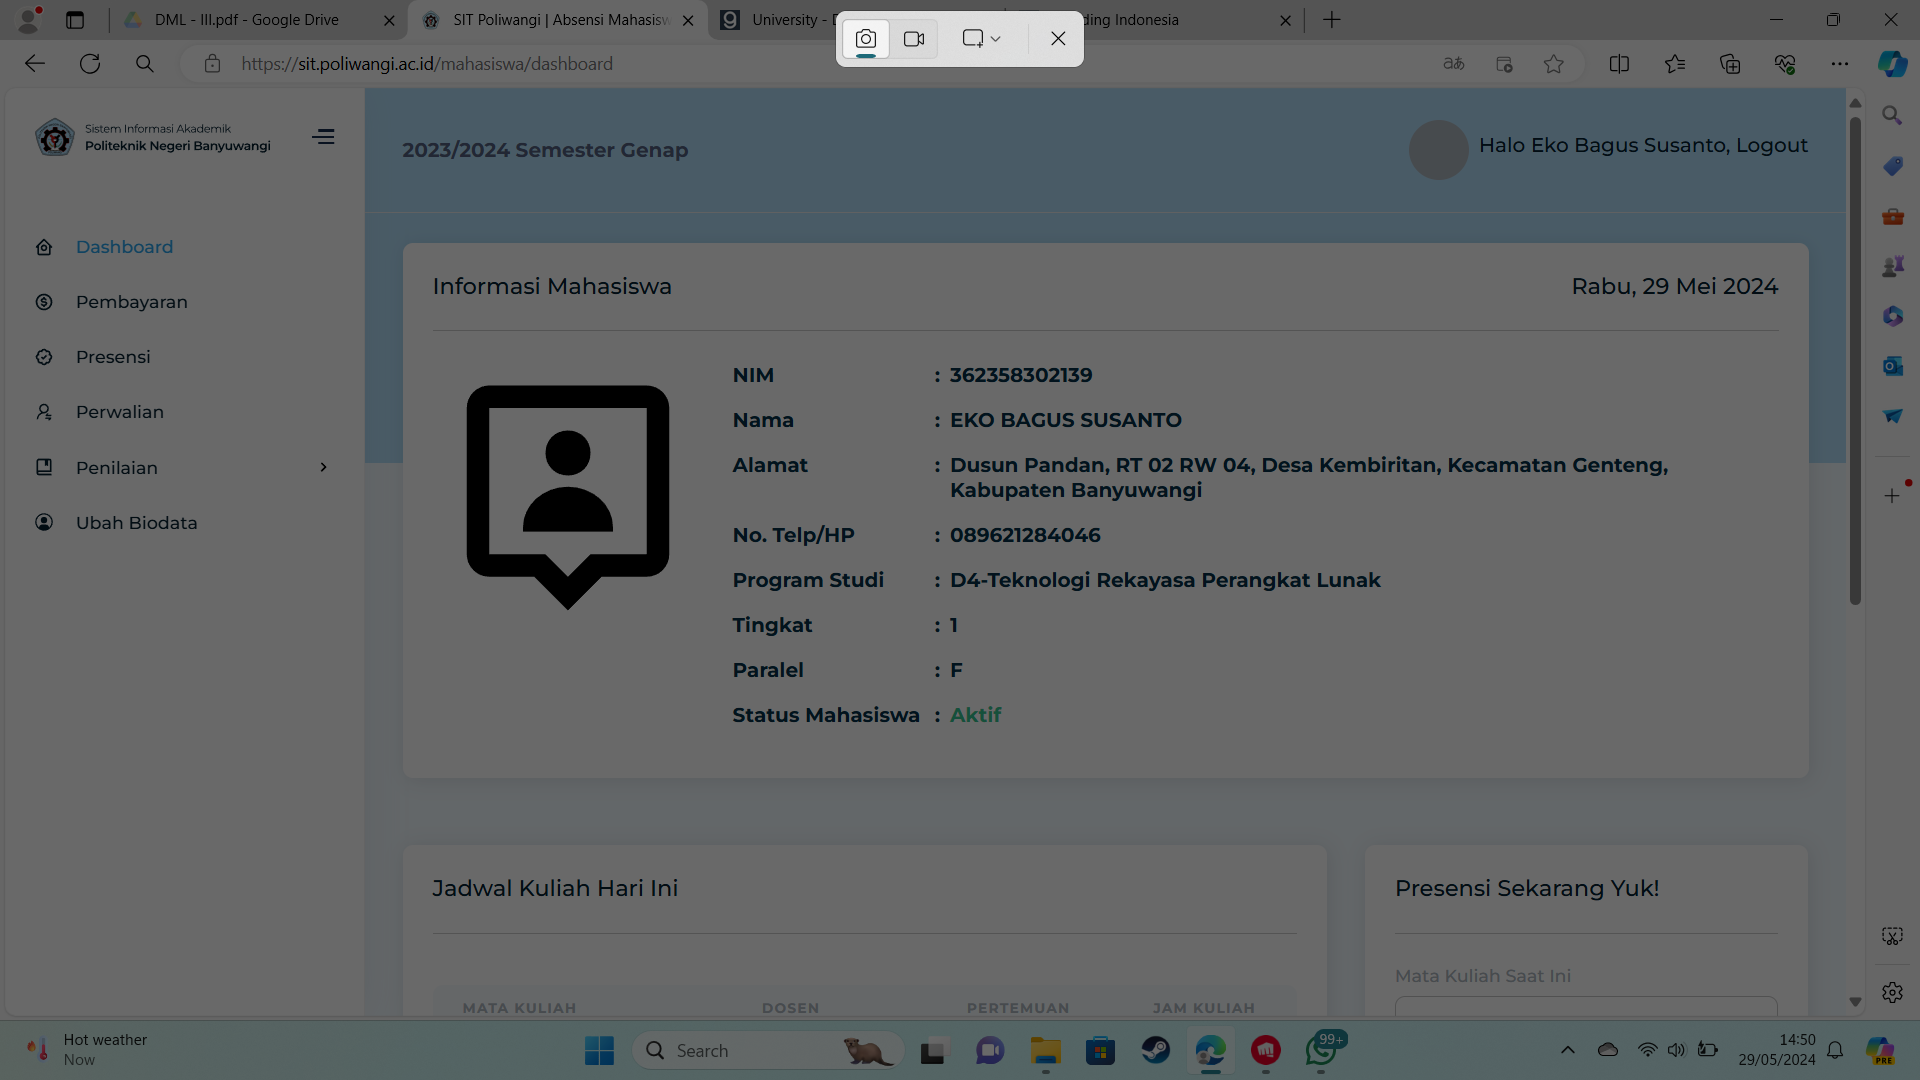 DML - III.pdf - Google Drive
SIT Poliwangi | Absensi Mahasisw
University -
ding Indonesia
https://sit.poliwangi.ac.id/mahasiswa/dashboard
Sistem Informasi Akademik
Politeknik Negeri Banyuwangi
2023/2024 Semester Genap
Halo Eko Bagus Susanto, Logout
Dashboard
Pembayaran
Presensi
Perwalian
Penilaian
Ubah Biodata
Informasi Mahasiswa
Rabu, 29 Mei 2024
NIM : 362358302139
Nama : EKO BAGUS SUSANTO
Alamat : Dusun Pandan, RT 02 RW 04, Desa Kembiritan, Kecamatan Genteng,
Kabupaten Banyuwangi
No. Telp/HP : 089621284046
Program Studi : D4-Teknologi Rekayasa Perangkat Lunak
Tingkat : 1
Paralel : F
Status Mahasiswa : Aktif
Jadwal Kuliah Hari Ini
MATA KULIAH DOSEN PERTEMUAN JAM KULIAH
Presensi Sekarang Yuk!
Mata Kuliah Saat Ini
Hot weather
Now
Search
99+
14:50
29/05/2024
PRE